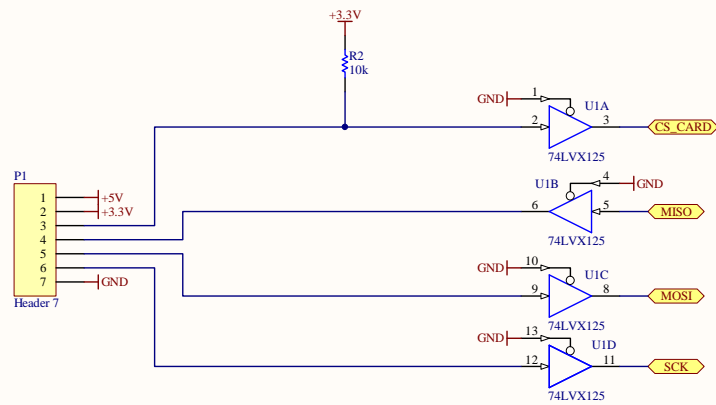 +3.3V
R2
10k
GND
1
U1A
2
3
CS_CARD
74LVX125
P1
1
+5V
2
+3.3V
3
4
5
6
7
GND
Header 7
U1B
4
GND
6
5
MISO
74LVX125
GND
10
U1C
9
8
MOSI
74LVX125
GND
13
U1D
12
11
SCK
74LVX125